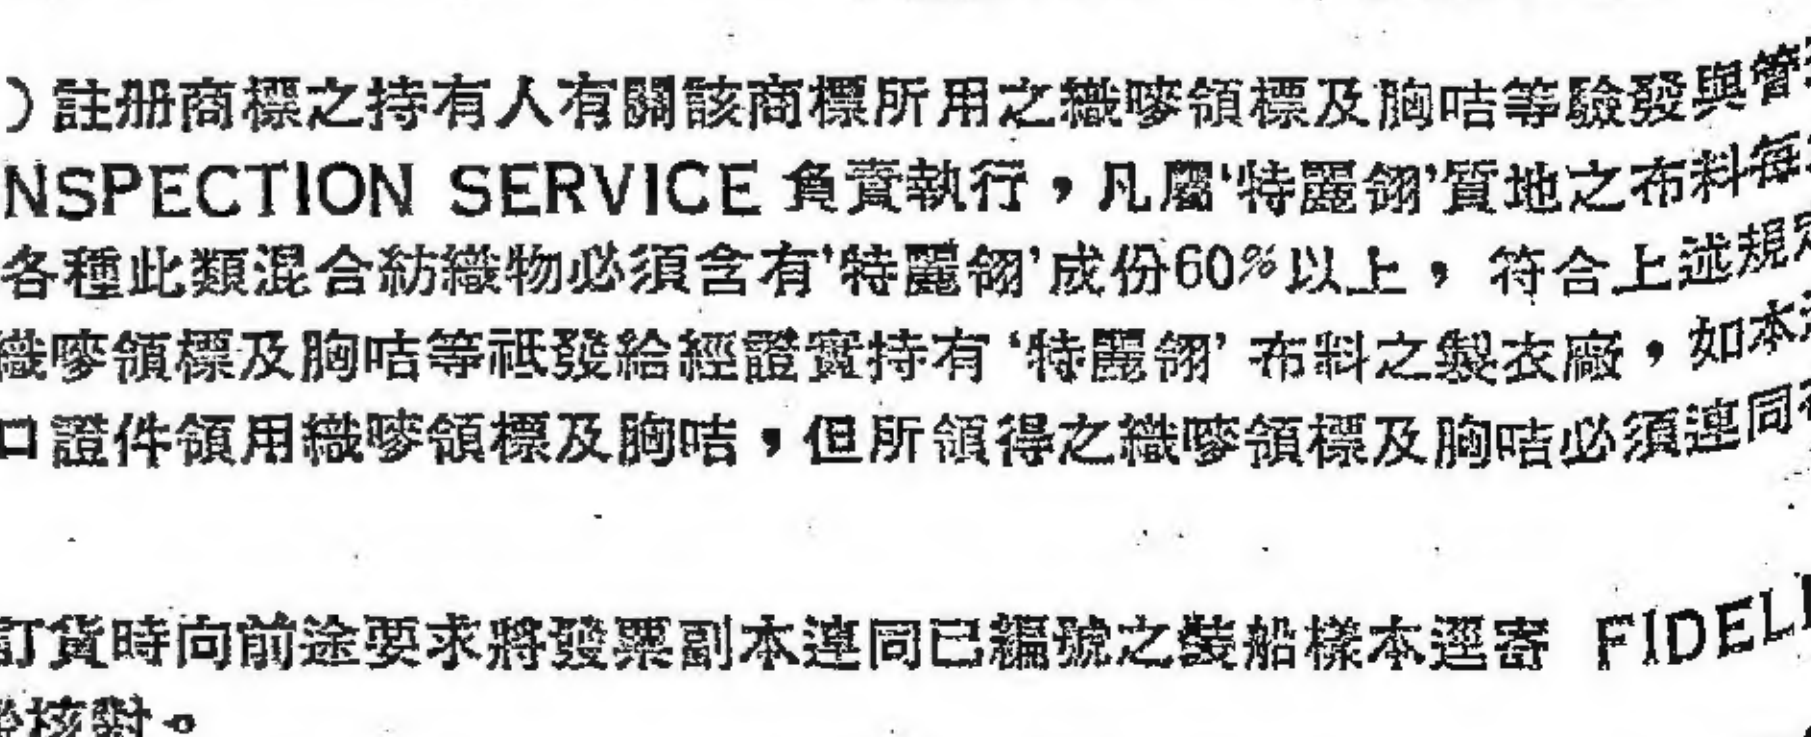 ）註册商標之持有人有關該商標所用之織嘜領標及胸咭等驗發與管
NSPECTION SERVICE 負責執行，凡屬‘特麗翎’質地之布料每
各種此類混合紡織物必須含有‘特麗翎’成份60%以上，符合上述規定
織嘜領標及胸咭等祗發給經證實持有‘特麗翎’布料之製衣廠，如本
口證件領用織嘜領標及胸咭，但所領得之織嘜領標及胸咭必須連同
訂貨時向前途要求將發票副本連同已編號之裝船樣本逕寄 FIDELI
核對。